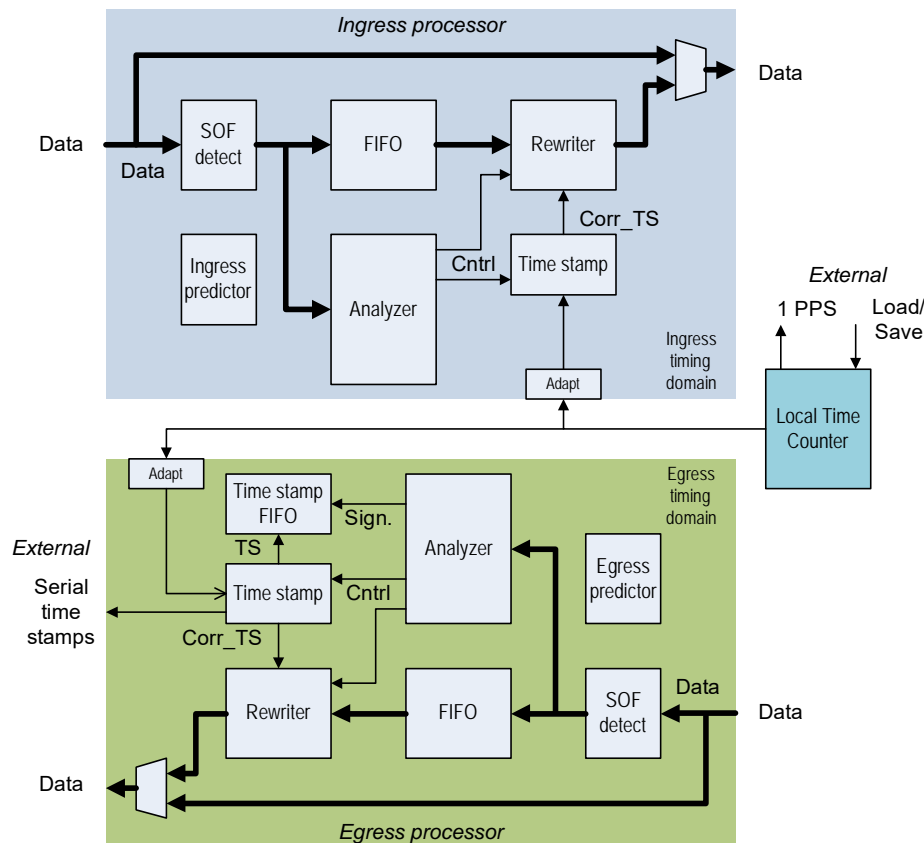 Ingress processor
Data
Data
Data
SOF
detect
FIFO
Rewriter
Corr_TS
Ingress
predictor
Analyzer
Cntrl
Time stamp
Ingress
timing
domain
Adapt
External
1 PPS
Load/
Save
Local Time
Counter
Adapt
Egress
timing
domain
Time stamp
FIFO
Sign.
Analyzer
TS
External
Serial
time
stamps
Time stamp
Cntrl
Egress
predictor
Corr_TS
Rewriter
FIFO
SOF
detect
Data
Data
Data
Egress processor